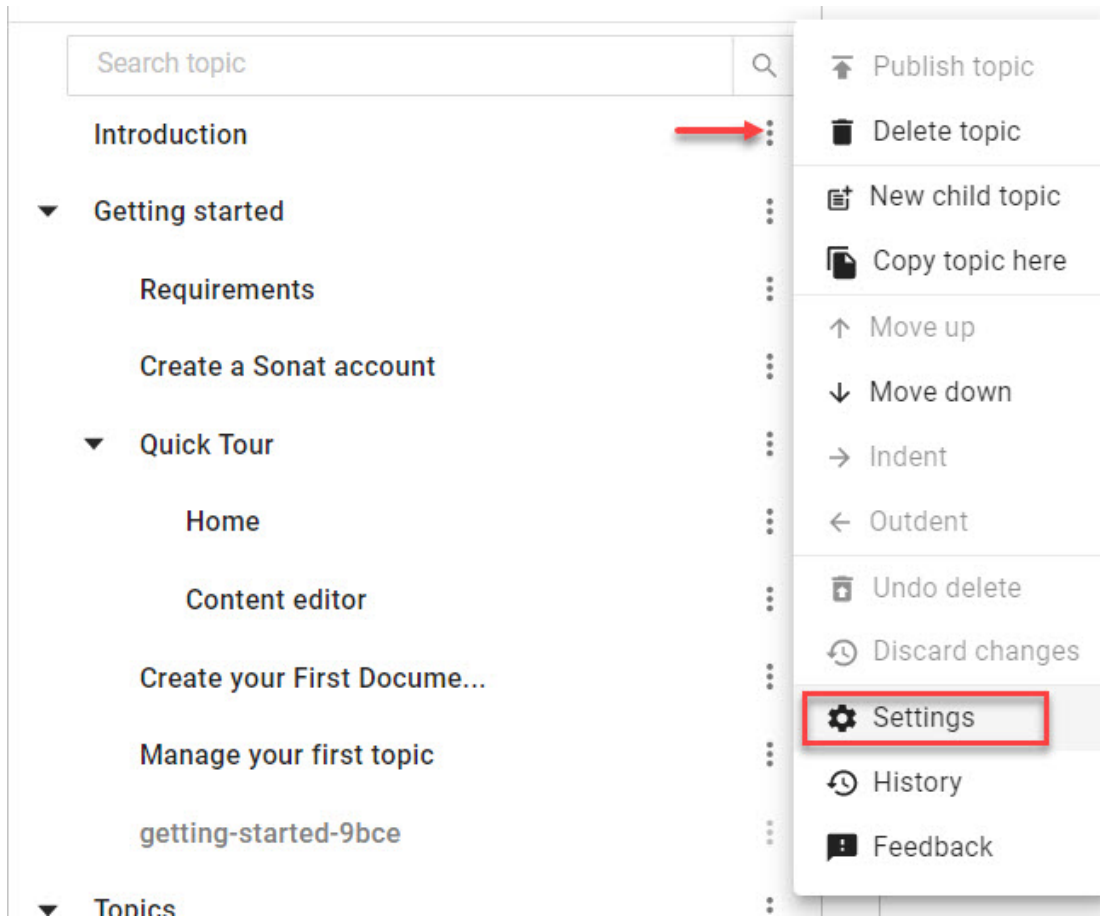 Search topic
Introduction
Getting started
Requirements
Create a Sonat account
Quick Tour
Home
Content editor
Create your First Docume...
Manage your first topic
getting-started-9bce
Topics
Publish topic
Delete topic
New child topic
Copy topic here
Move up
Move down
Indent
Outdent
Undo delete
Discard changes
Settings
History
Feedback